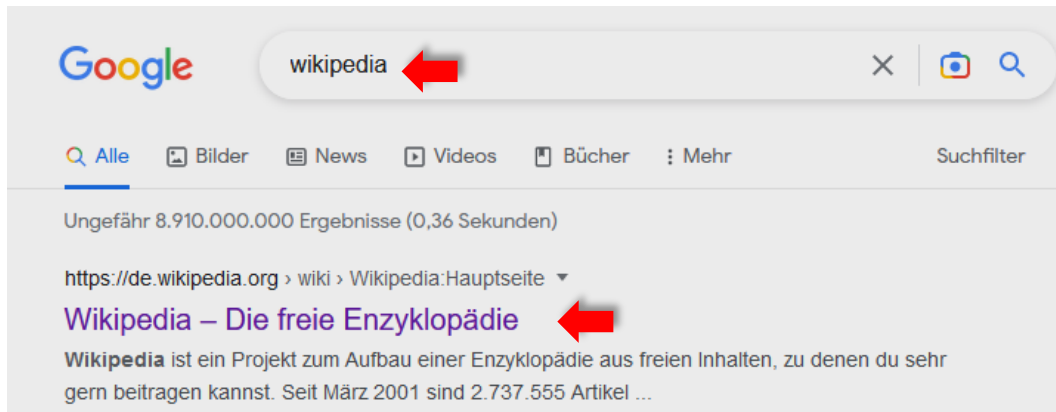 Google wikipedia
Alle Bilder News Videos Bücher Mehr Suchfilter
Ungefähr 8.910.000.000 Ergebnisse (0,36 Sekunden)
https://de.wikipedia.org › wiki › Wikipedia:Hauptseite
Wikipedia – Die freie Enzyklopädie
Wikipedia ist ein Projekt zum Aufbau einer Enzyklopädie aus freien Inhalten, zu denen du sehr
gern beitragen kannst. Seit März 2001 sind 2.737.555 Artikel ...